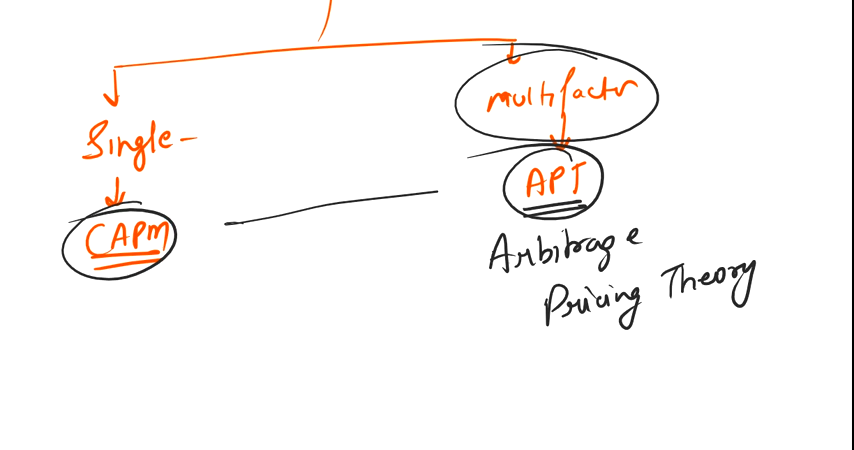 multifactor
Single-
APT
CAPM
Arbitrage
Pricing Theory